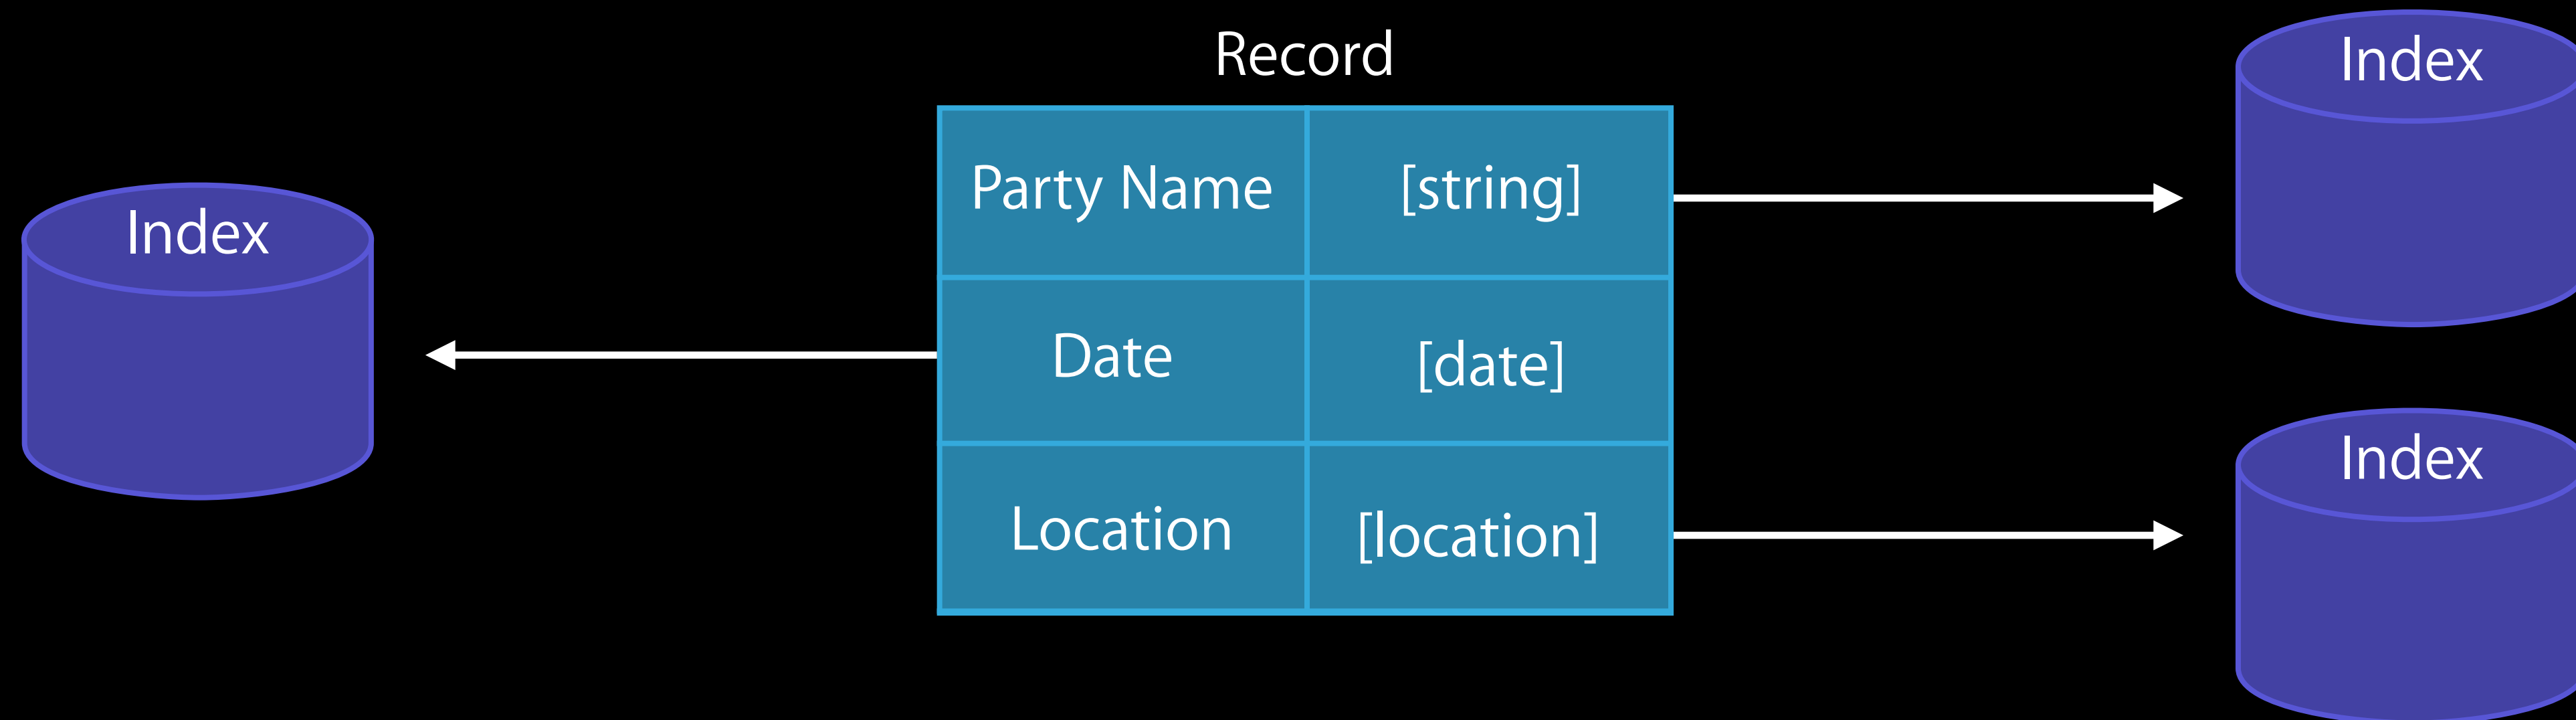 Record
Index
Index
Party Name [string]
Date [date]
Location [location]
Index